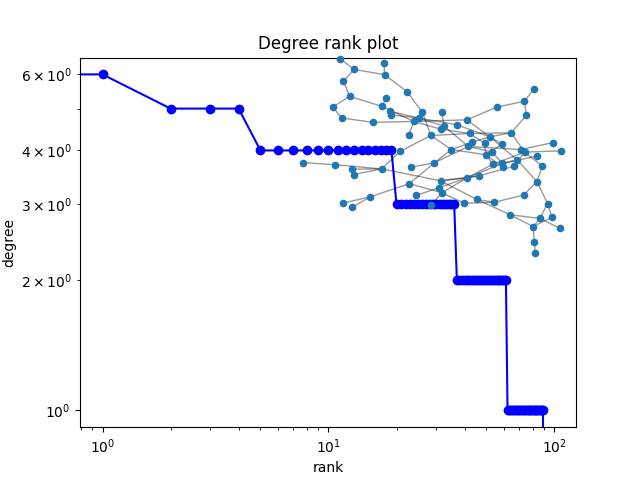 Degree rank plot
6 × 10⁰
4 × 10⁰
3 × 10⁰
2 × 10⁰
10⁰
degree
10⁰ 10¹ 10²
rank